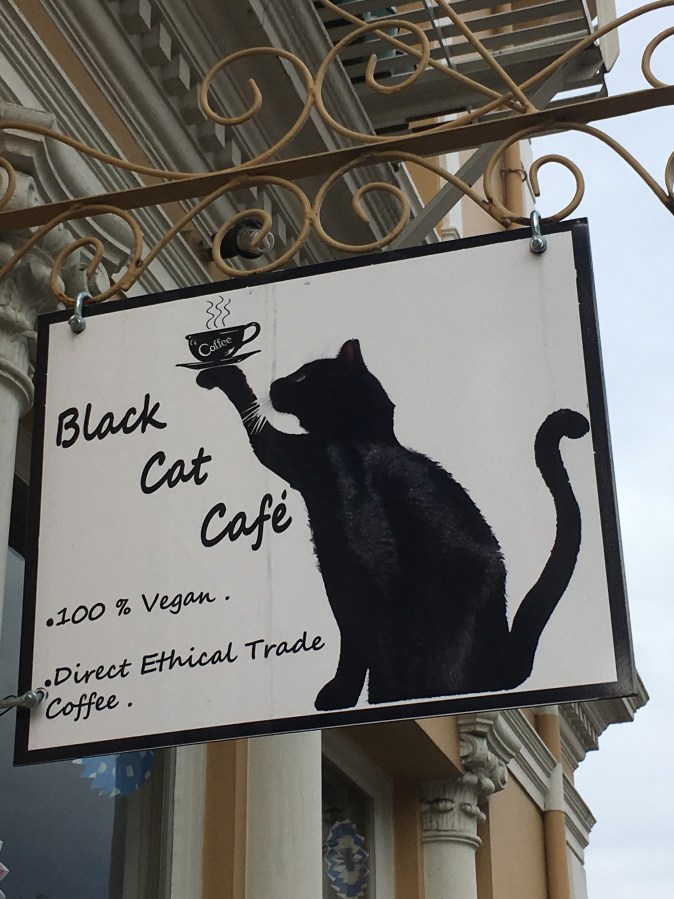 Coffee
Black
Cat
Café
•100 % Vegan .
•Direct Ethical Trade
Coffee .